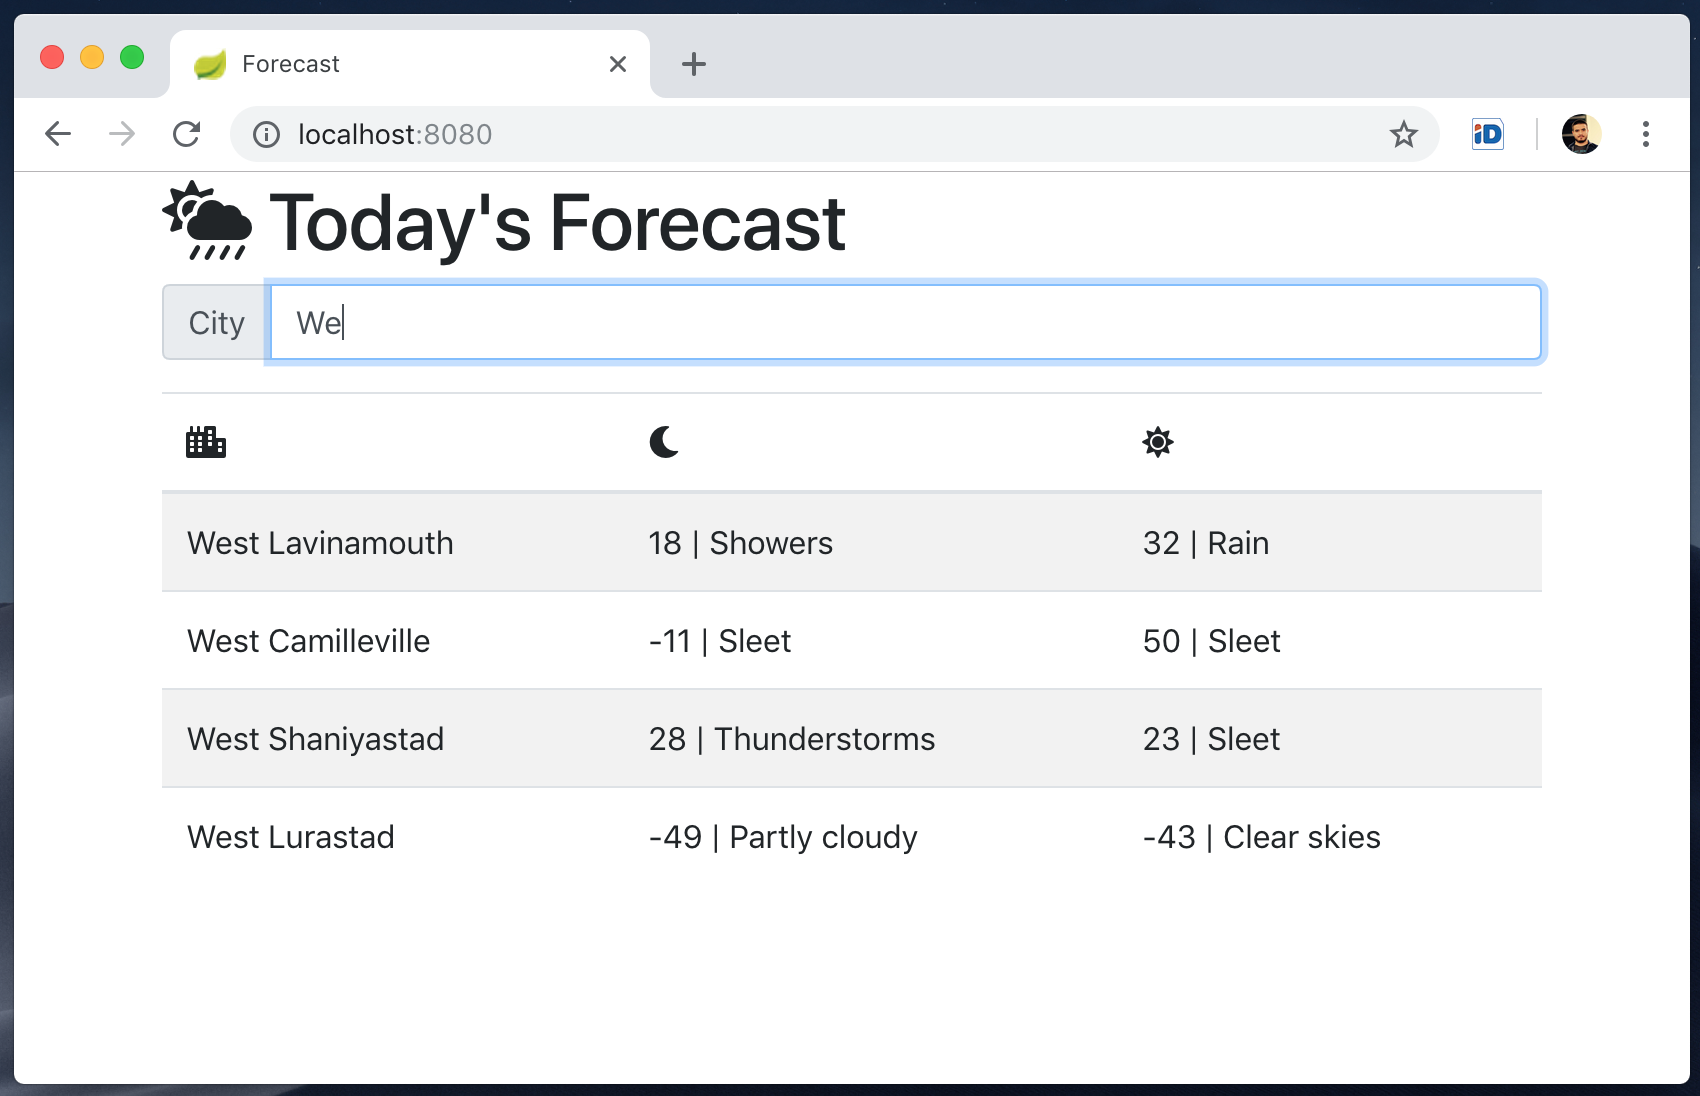 Forecast
localhost:8080
iD
Today's Forecast
City We
West Lavinamouth 18 | Showers 32 | Rain
West Camilleville -11 | Sleet 50 | Sleet
West Shaniyastad 28 | Thunderstorms 23 | Sleet
West Lurastad -49 | Partly cloudy -43 | Clear skies